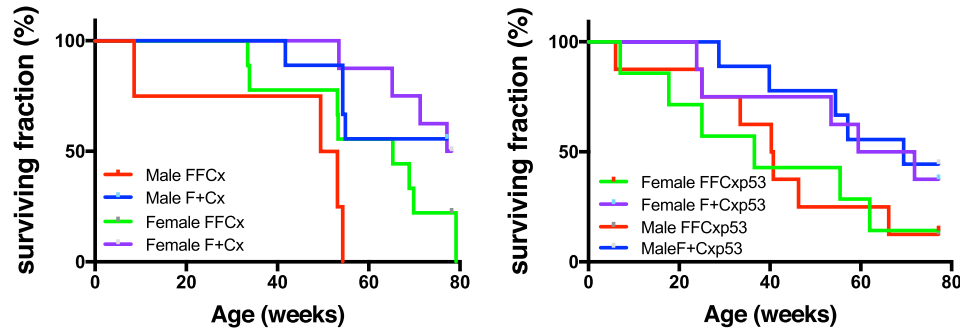 surviving fraction (%)
100
50
0
Male FFCx
Male F+Cx
Female FFCx
Female F+Cx
0 20 40 60 80
Age (weeks)
surviving fraction (%)
100
50
0
Female FFCxp53
Female F+Cxp53
Male FFCxp53
MaleF+Cxp53
0 20 40 60 80
Age (weeks)